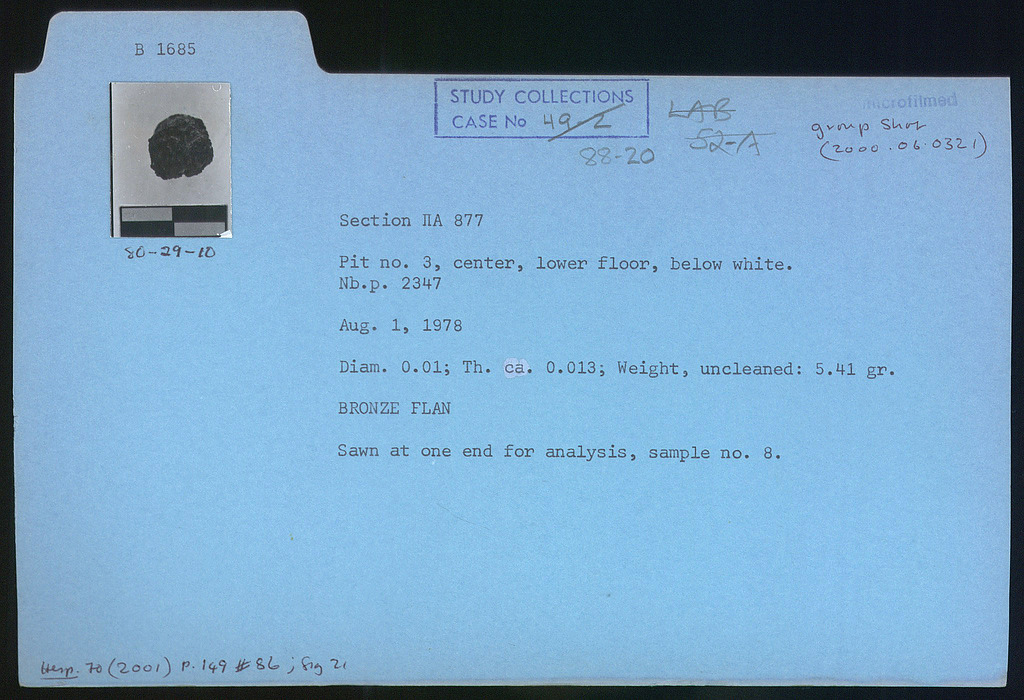 B 1685
STUDY COLLECTIONS
CASE No 49-2
88-20
LAB
S2-A
microfilmed
group shot
(2000.06.0321)
80-29-10
Section ΠΑ 877
Pit no. 3, center, lower floor, below white.
Nb.p. 2347
Aug. 1, 1978
Diam. 0.01; Th. ca. 0.013; Weight, uncleaned: 5.41 gr.
BRONZE FLAN
Sawn at one end for analysis, sample no. 8.
Hesp. 70 (2001) p. 149 #86; fig 21